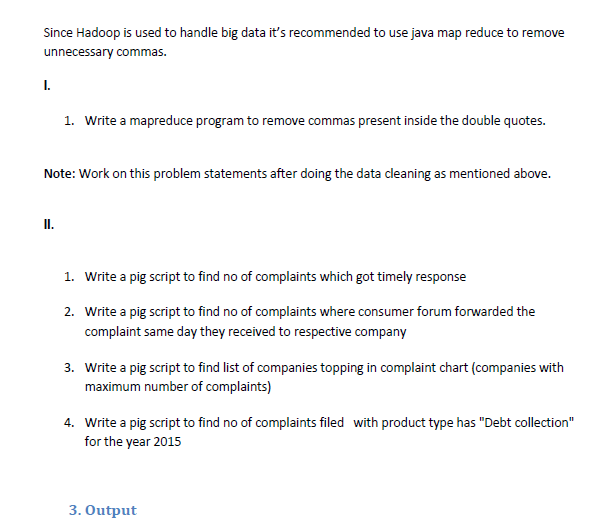 Since Hadoop is used to handle big data it's recommended to use java map reduce to remove
unnecessary commas.
I.
1. Write a mapreduce program to remove commas present inside the double quotes.
Note: Work on this problem statements after doing the data cleaning as mentioned above.
II.
1. Write a pig script to find no of complaints which got timely response
2. Write a pig script to find no of complaints where consumer forum forwarded the
complaint same day they received to respective company
3. Write a pig script to find list of companies topping in complaint chart (companies with
maximum number of complaints)
4. Write a pig script to find no of complaints filed with product type has "Debt collection"
for the year 2015
3. Output